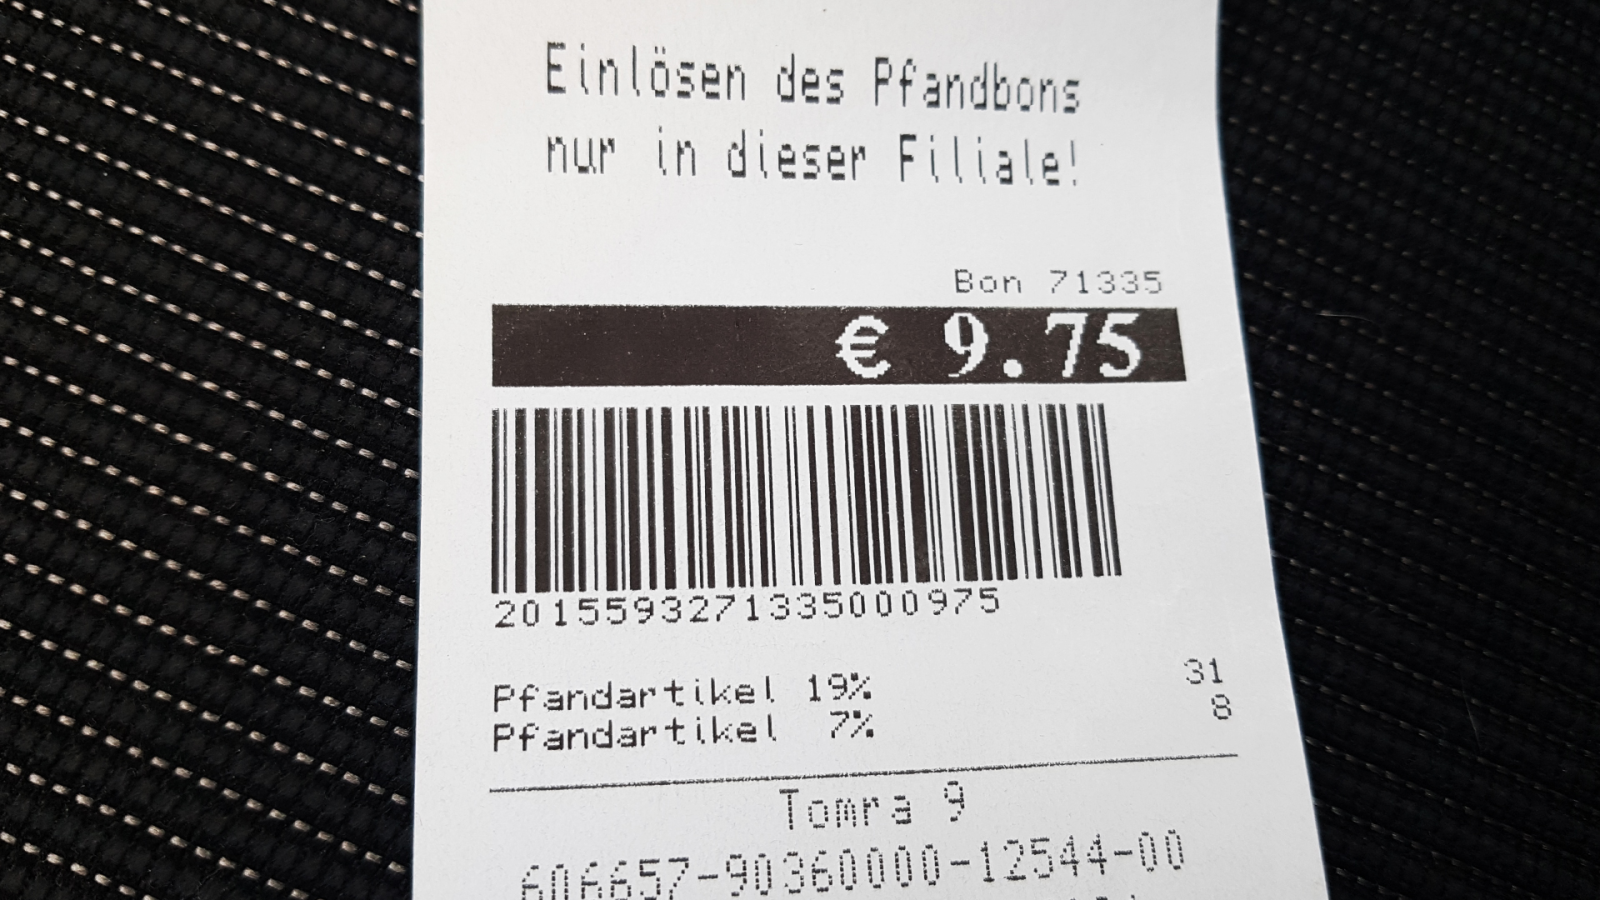 Einlösen des Pfandbons
nur in dieser Filiale!
Bon 71335
€ 9.75
2015593271335000975
Pfandartikel 19% 31
Pfandartikel 7% 8
Tomra 9
606657-90360000-12544-00